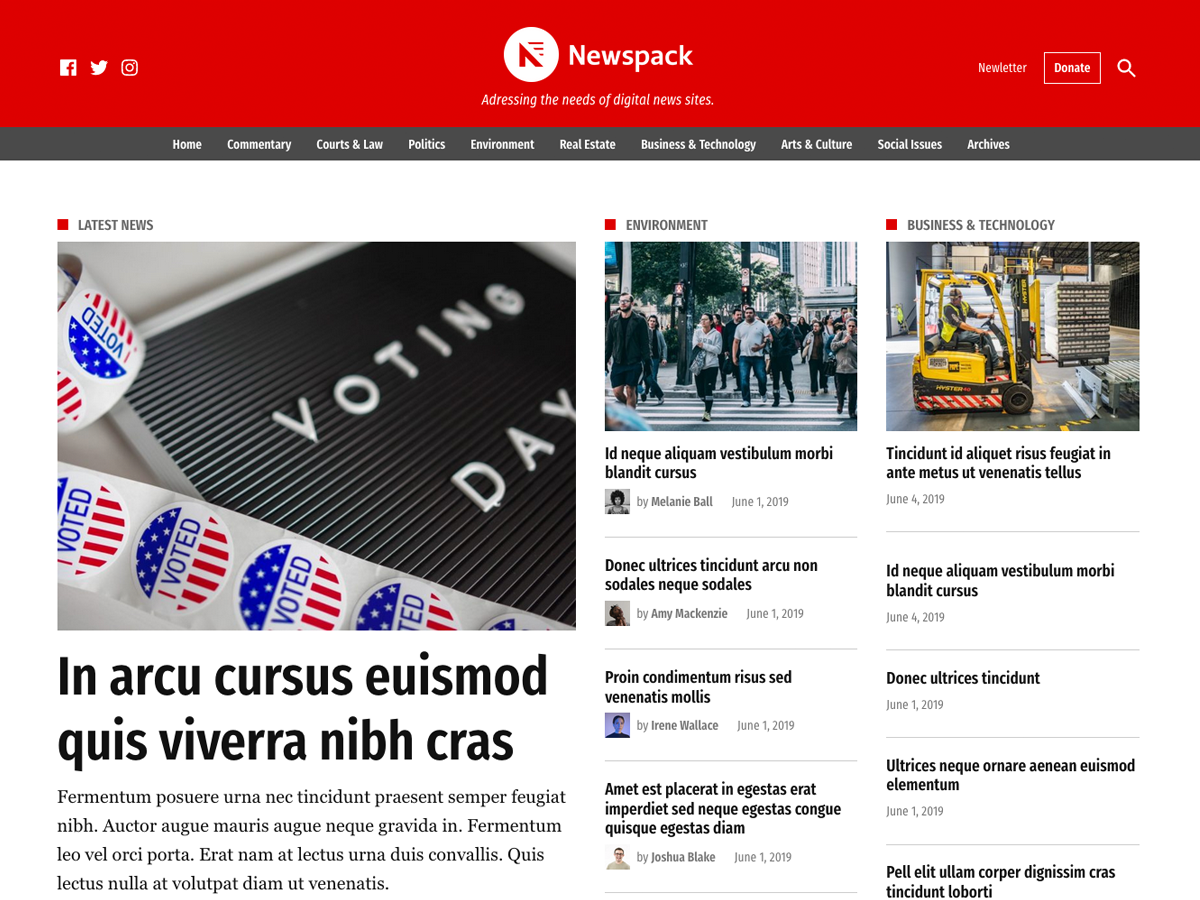 Newspack
Adressing the needs of digital news sites.
Newletter
Donate
Home
Commentary
Courts & Law
Politics
Environment
Real Estate
Business & Technology
Arts & Culture
Social Issues
Archives
LATEST NEWS
VOTED
VOTING
DAY
VOTED
I VOTED
I VOTED
VOTED
In arcu cursus euismod
quis viverra nibh cras
Fermentum posuere urna nec tincidunt praesent semper feugiat
nibh. Auctor augue mauris augue neque gravida in. Fermentum
leo vel orci porta. Erat nam at lectus urna duis convallis. Quis
lectus nulla at volutpat diam ut venenatis.
ENVIRONMENT
Id neque aliquam vestibulum morbi
blandit cursus
by Melanie Ball June 1, 2019
Donec ultrices tincidunt arcu non
sodales neque sodales
by Amy Mackenzie June 1, 2019
Proin condimentum risus sed
venenatis mollis
by Irene Wallace June 1, 2019
Amet est placerat in egestas erat
imperdiet sed neque egestas congue
quisque egestas diam
by Joshua Blake June 1, 2019
BUSINESS & TECHNOLOGY
HYSTER
HYSTER
Tincidunt id aliquet risus feugiat in
ante metus ut venenatis tellus
June 4, 2019
Id neque aliquam vestibulum morbi
blandit cursus
June 4, 2019
Donec ultrices tincidunt
June 1, 2019
Ultrices neque ornare aenean euismod
elementum
June 1, 2019
Pell elit ullam corper dignissim cras
tincidunt loborti